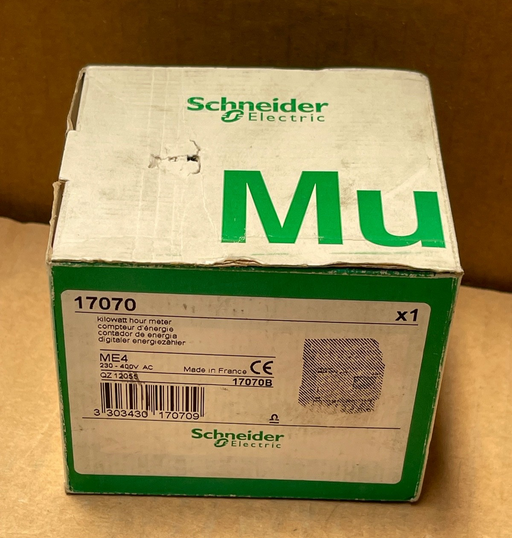 Schneider
Electric
Mu
17070 x1
kilowatt hour meter
compteur d'énergie
contador de energia
digitaler energiezähler
ME4
230 - 400V AC Made in France CE
QZ 12055 17070B
3 303430 170709
Schneider
Electric